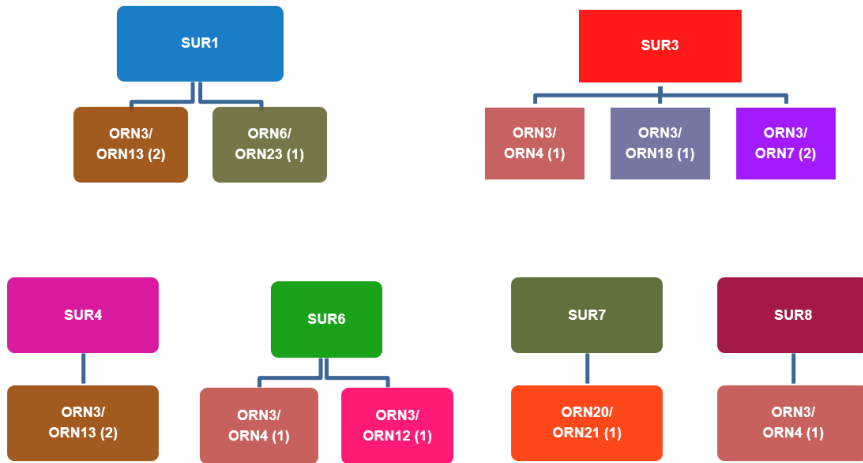 SUR1
SUR3
ORN3/
ORN13 (2)
ORN6/
ORN23 (1)
ORN3/
ORN4 (1)
ORN3/
ORN18 (1)
ORN3/
ORN7 (2)
SUR4
SUR6
SUR7
SUR8
ORN3/
ORN13 (2)
ORN3/
ORN4 (1)
ORN3/
ORN12 (1)
ORN20/
ORN21 (1)
ORN3/
ORN4 (1)